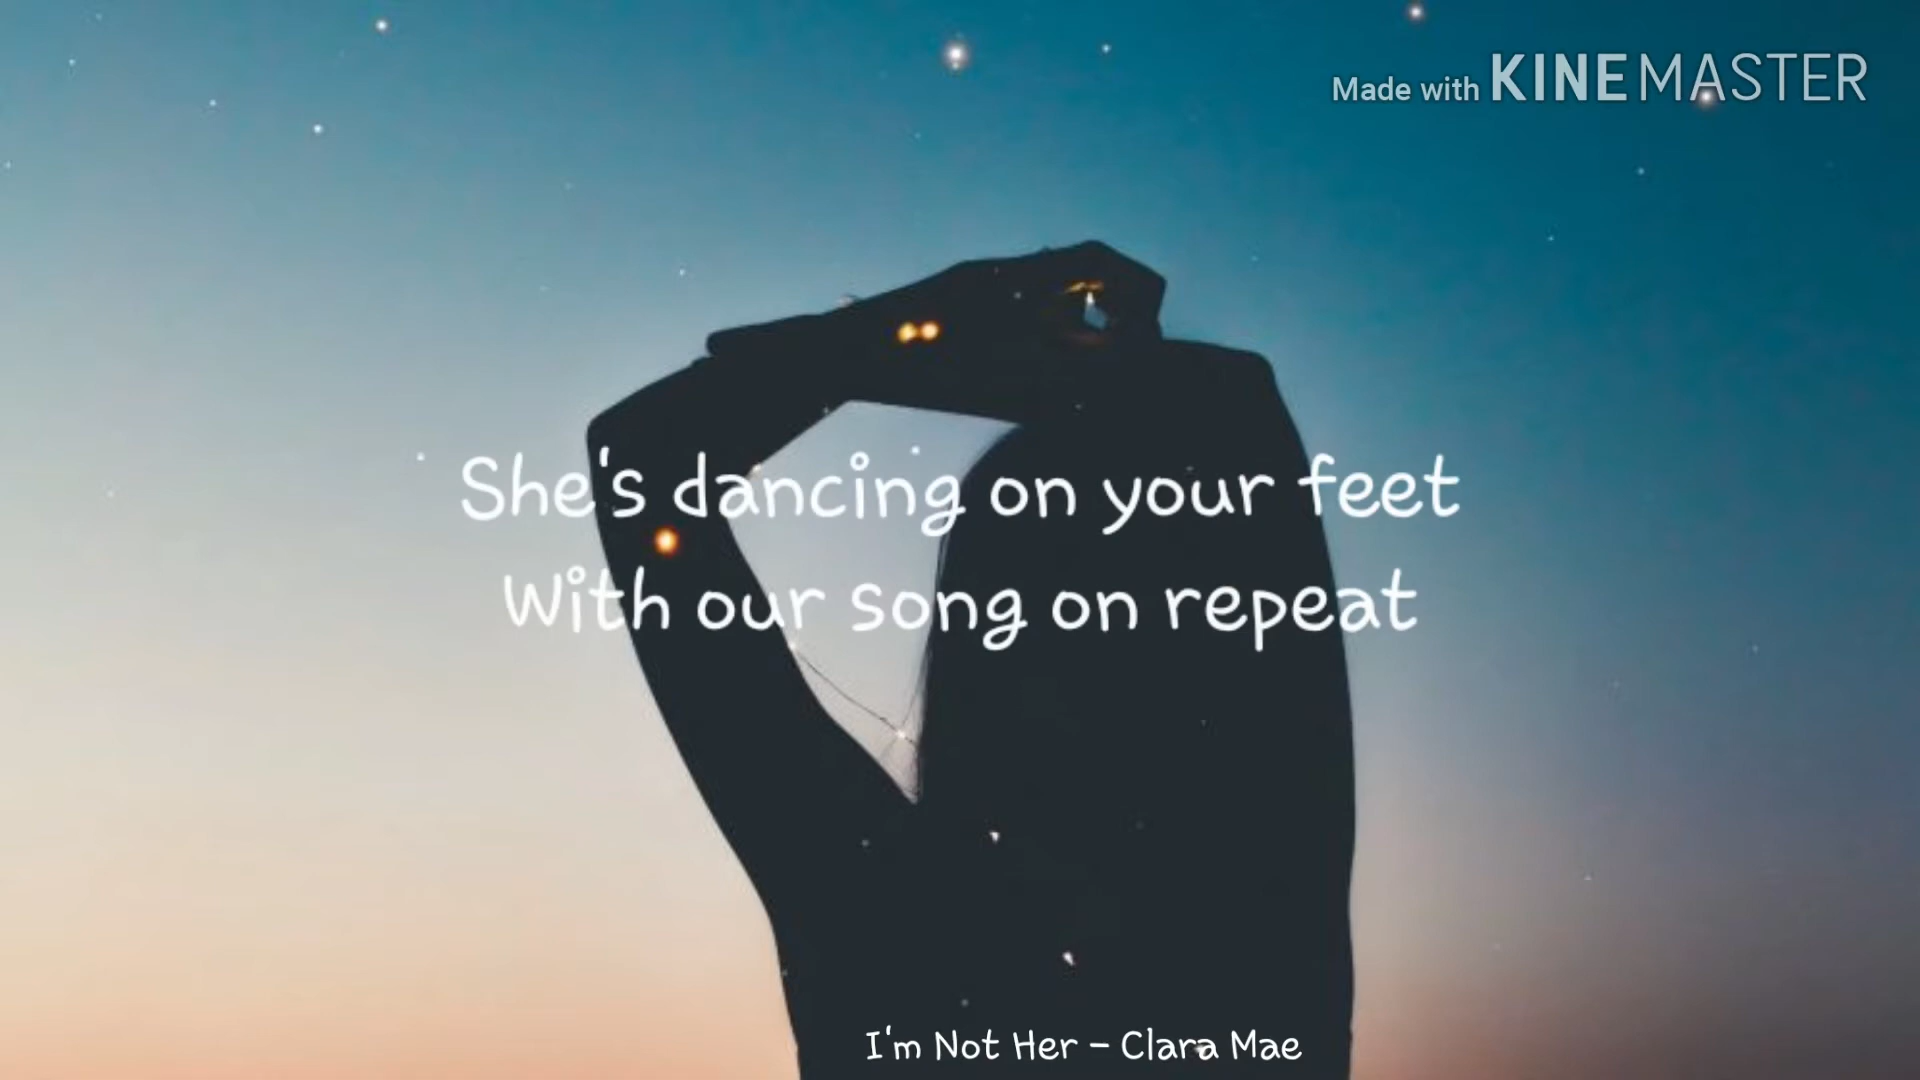 Made with KINEMASTER
She's dancing on your feet
With our song on repeat
I'm Not Her - Clara Mae